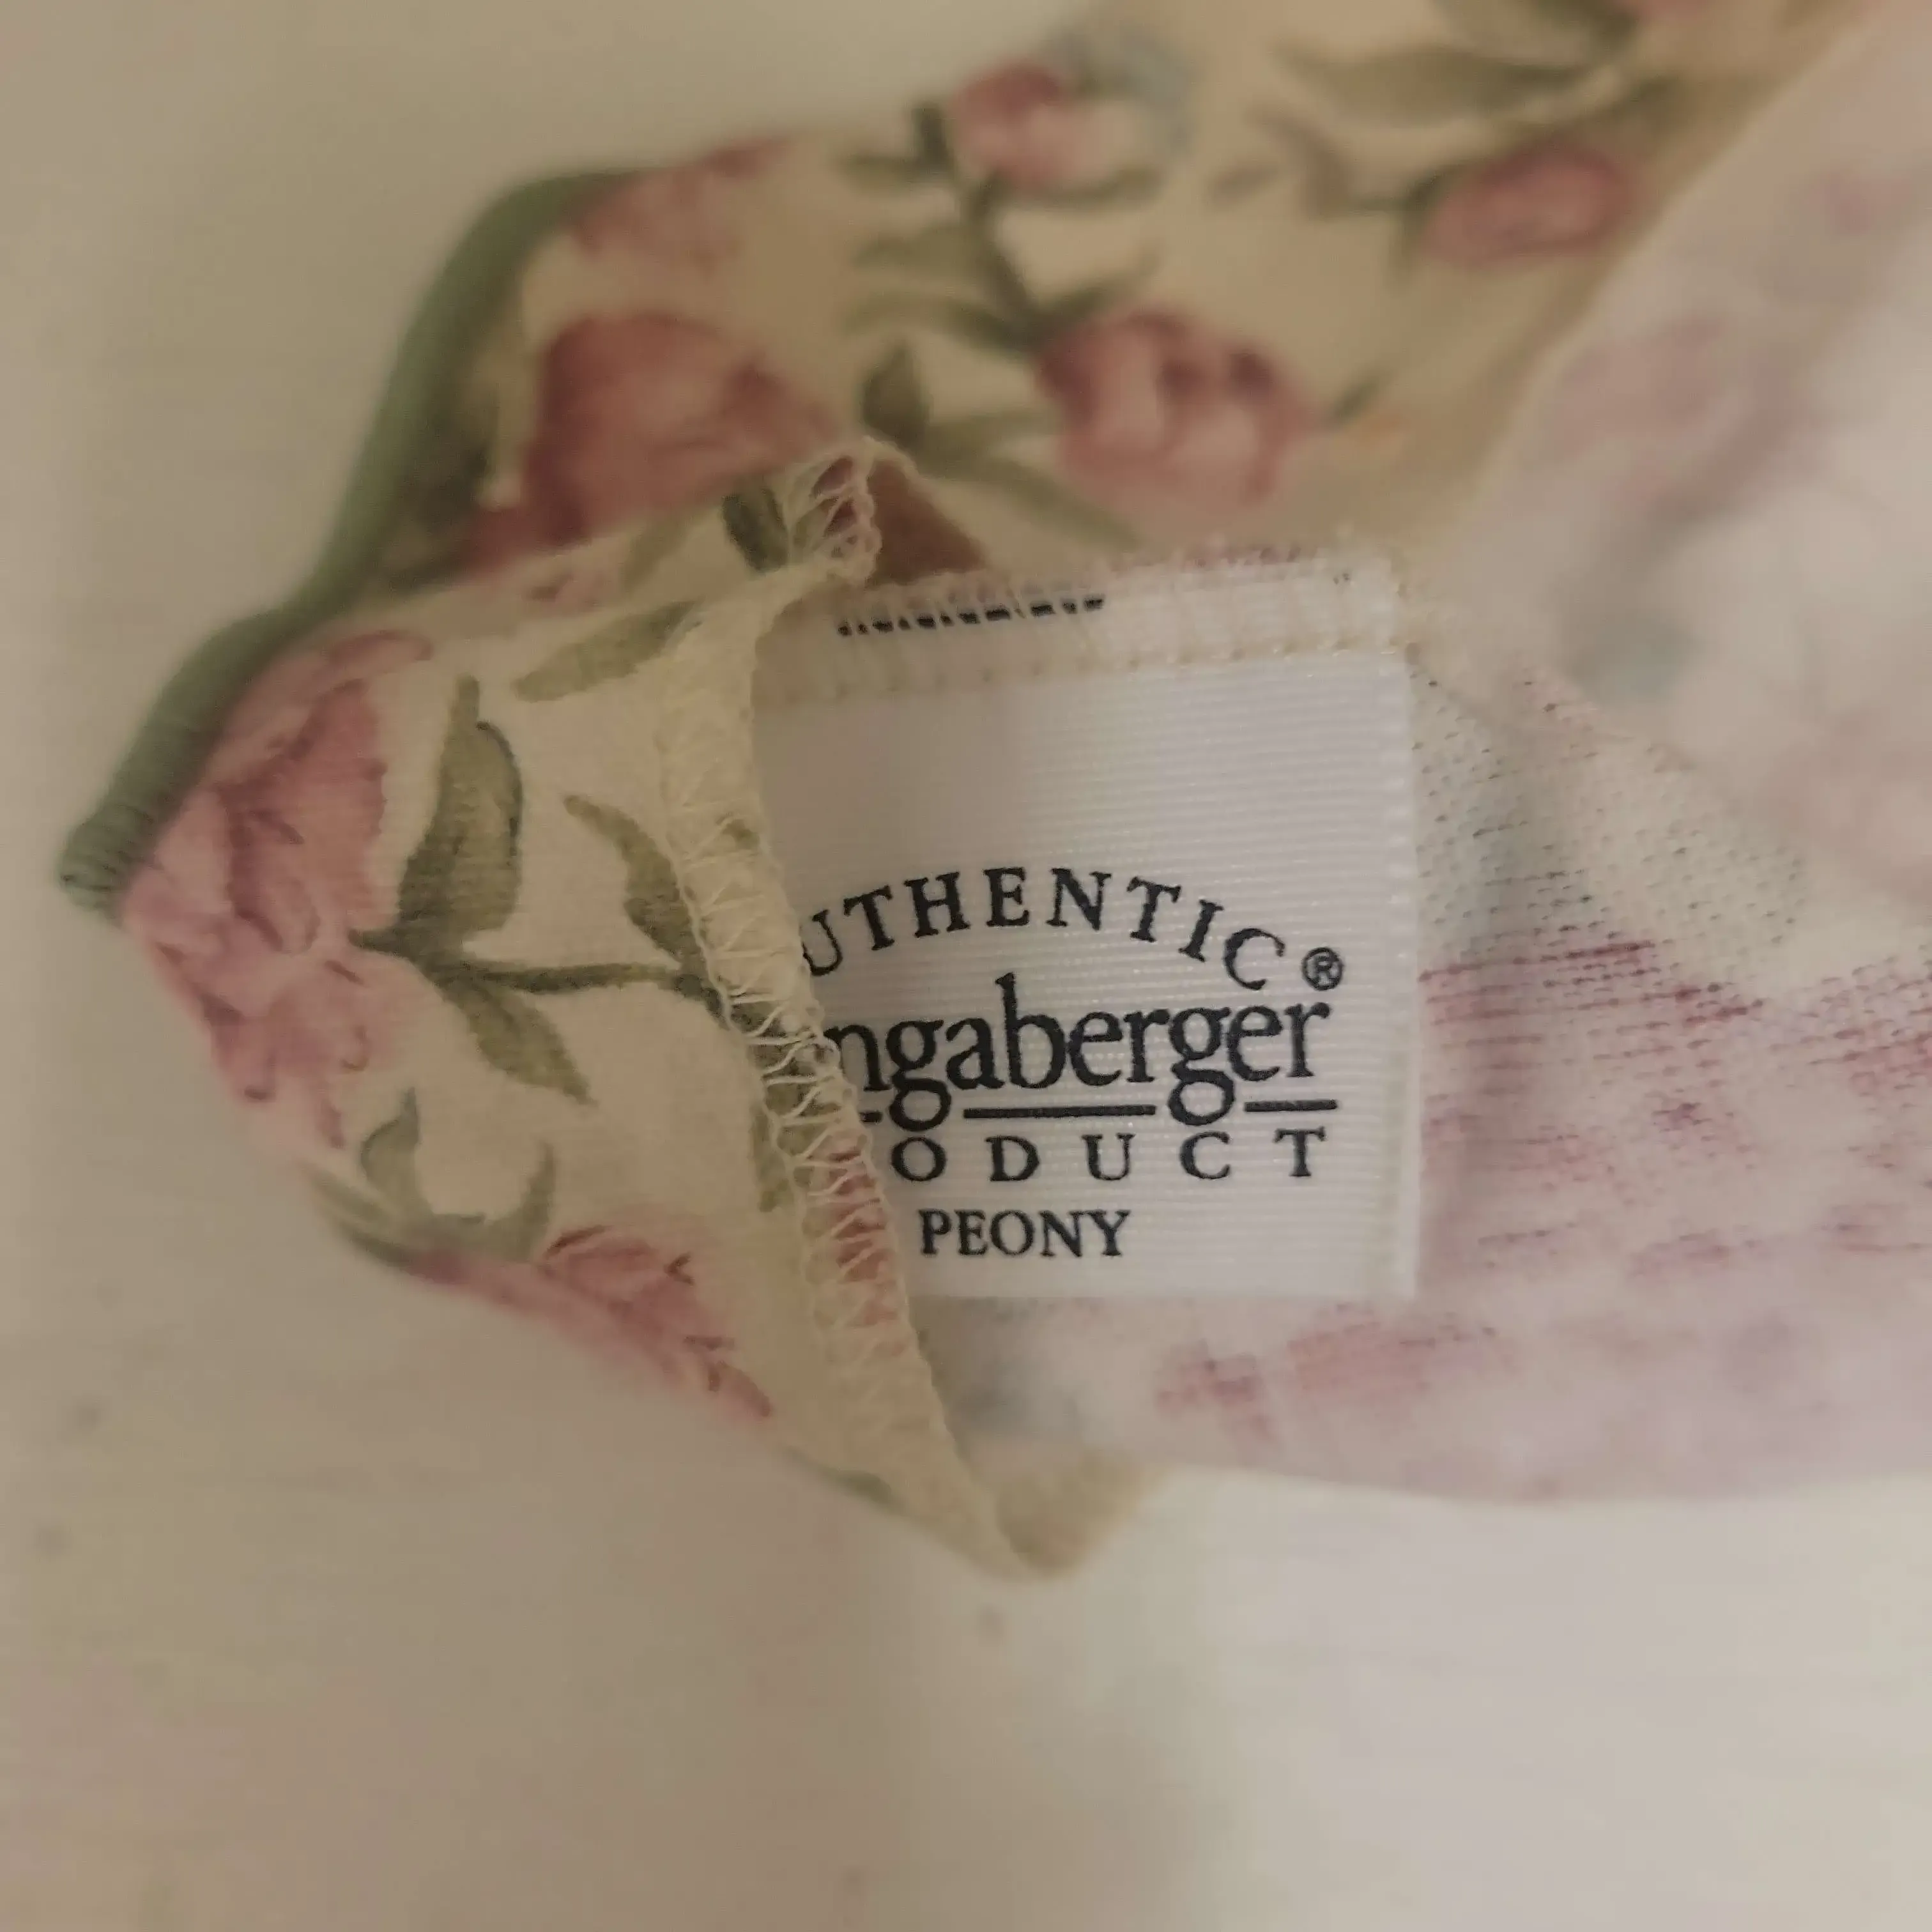 UTHENTIC®
ngaberger
ODUCT
PEONY